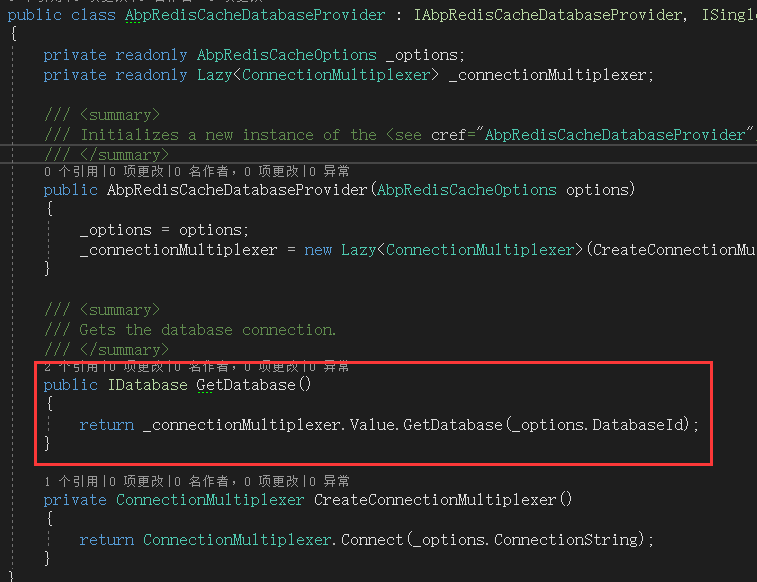 public class AbpRedisCacheDatabaseProvider : IAbpRedisCacheDatabaseProvider, ISingl
{
private readonly AbpRedisCacheOptions _options;
private readonly Lazy<ConnectionMultiplexer> _connectionMultiplexer;
/// <summary>
/// Initializes a new instance of the <see cref="AbpRedisCacheDatabaseProvider"
/// </summary>
0 个引用|0 项更改|0 名作者，0 项更改|0 异常
public AbpRedisCacheDatabaseProvider(AbpRedisCacheOptions options)
{
_options = options;
_connectionMultiplexer = new Lazy<ConnectionMultiplexer>(CreateConnectionMu
}
/// <summary>
/// Gets the database connection.
/// </summary>
2 个引用|0 项更改|0 名作者，0 项更改|0 异常
public IDatabase GetDatabase()
{
return _connectionMultiplexer.Value.GetDatabase(_options.DatabaseId);
}
1 个引用|0 项更改|0 名作者，0 项更改|0 异常
private ConnectionMultiplexer CreateConnectionMultiplexer()
{
return ConnectionMultiplexer.Connect(_options.ConnectionString);
}
}